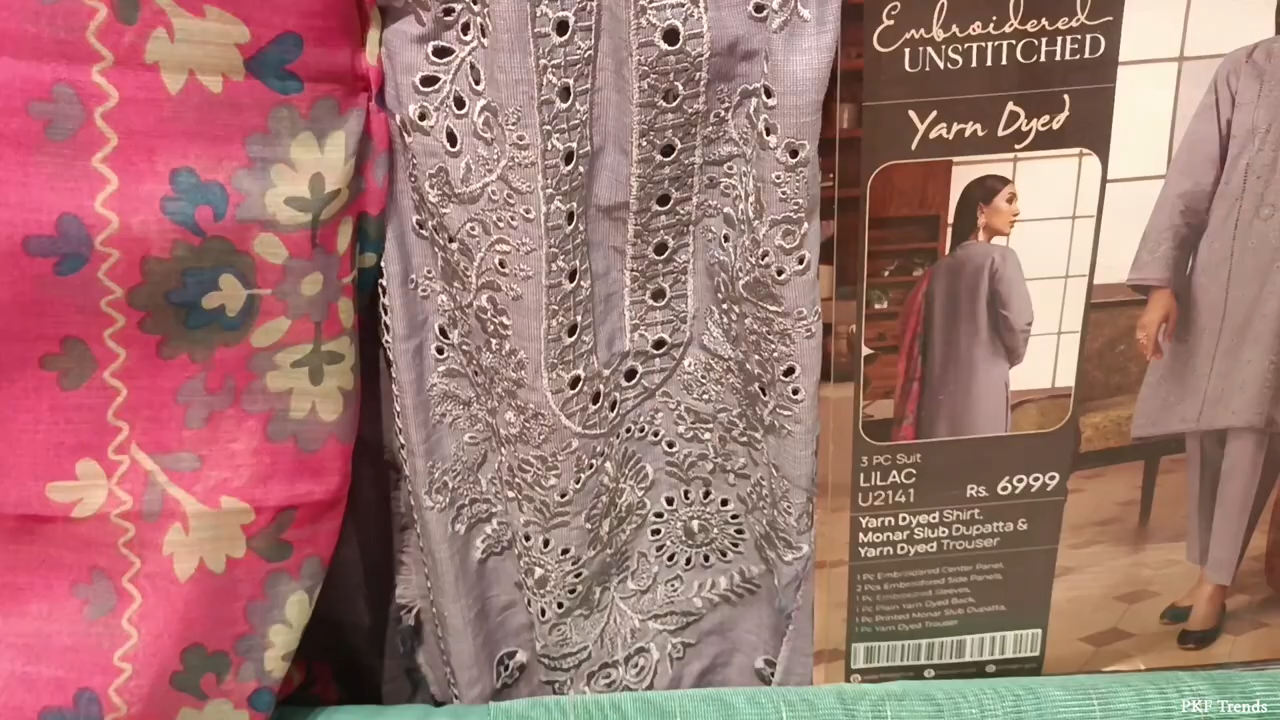 Embroidered
UNSTITCHED
Yarn Dyed
3 PC Suit
LILAC
U2141
Rs. 6999
Yarn Dyed Shirt,
Monar Slub Dupatta &
Yarn Dyed Trouser
1 Pc Embroidered Center Panel,
2 Pcs Embroidered Side Panels,
1 Pc Embroidered Sleeves,
1 Pc Plain Yarn Dyed Back,
1 Pc Printed Monar Slub Dupatta,
1 Pc Yarn Dyed Trouser
PKF Trends